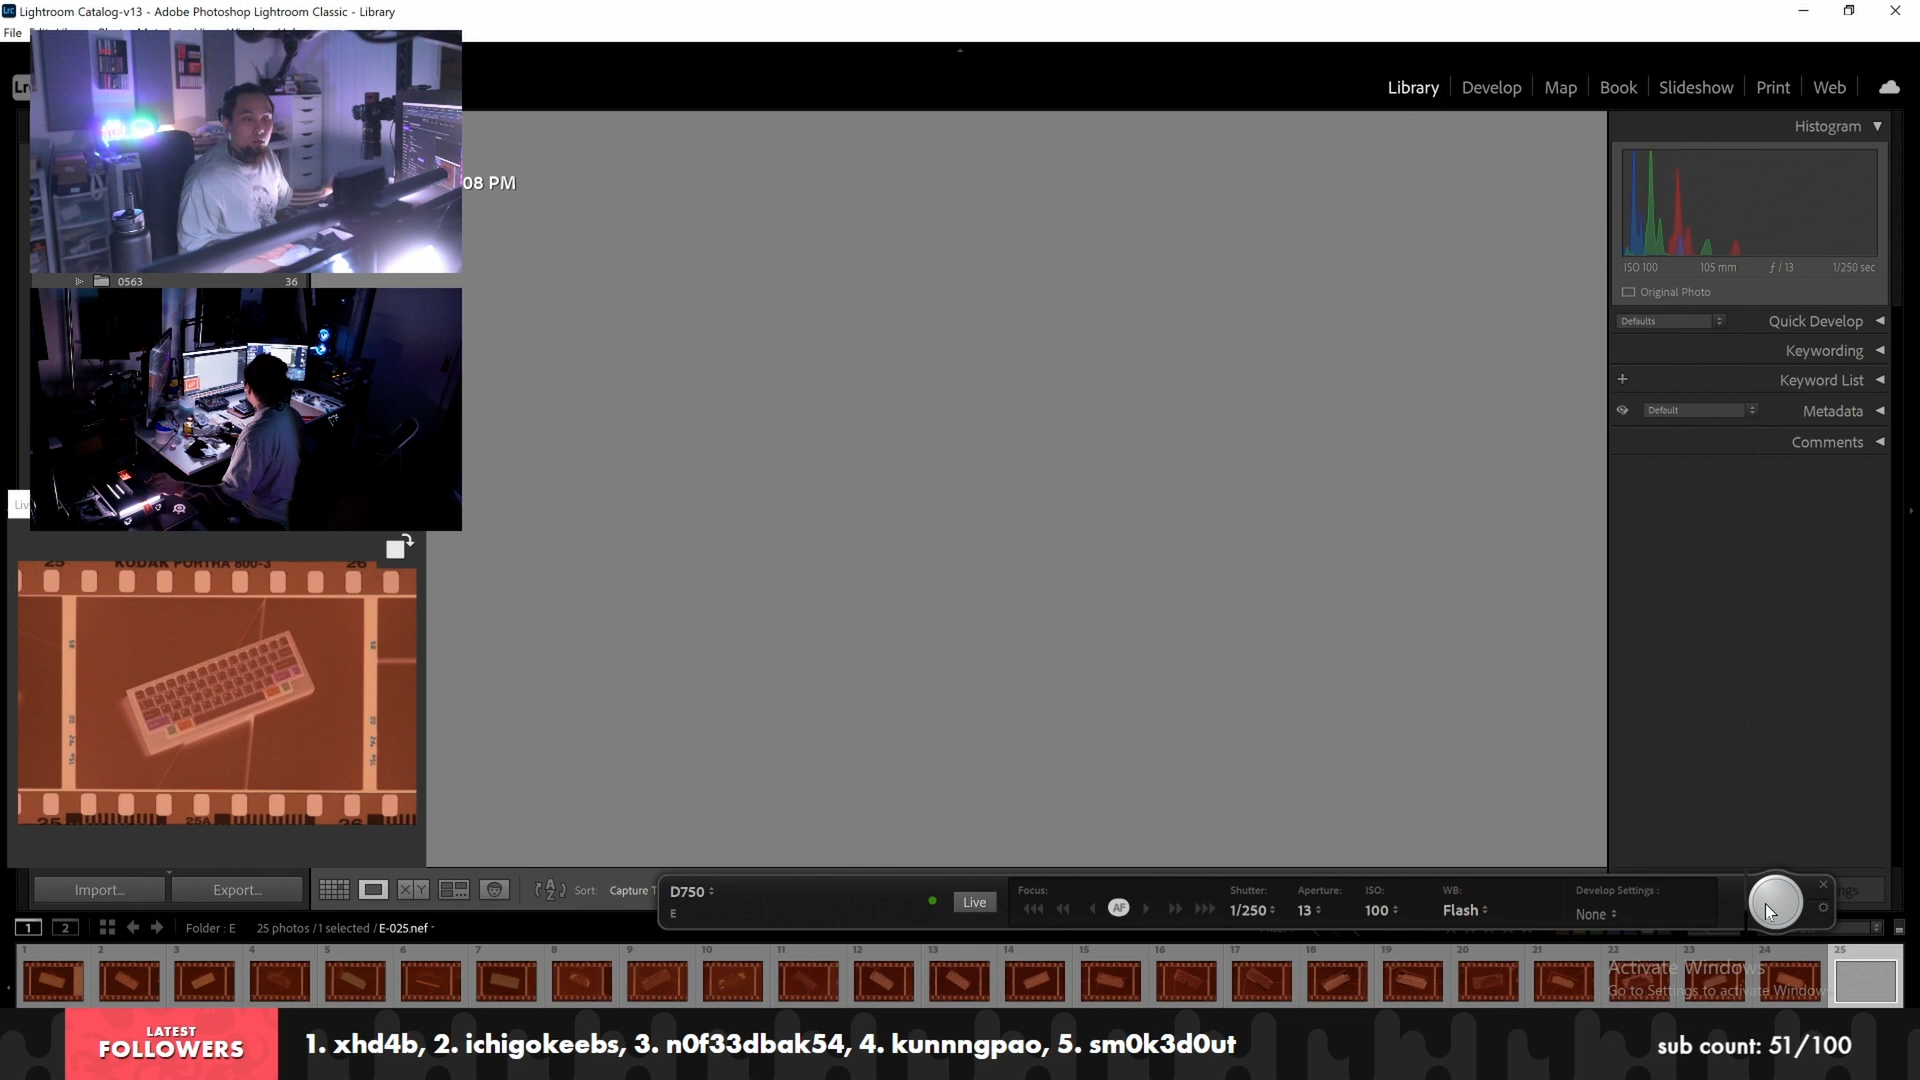 Lightroom Catalog-v13 - Adobe Photoshop Lightroom Classic - Library
File
08 PM
Library
Develop
Map
Book
Slideshow
Print
Web
Histogram
ISO 100
105 mm
ƒ / 13
1/250 sec
Original Photo
Defaults
Quick Develop
Keywording
Keyword List
Default
Metadata
Comments
0563
36
Liv
25
KODAK PORTRA 800-3
26
25
25A
26
Import...
Export...
Sort:
Capture T
D750
E
Live
Focus:
AF
Shutter:
1/250
Aperture:
13
ISO:
100
WB:
Flash
Develop Settings :
None
1
2
Folder : E
25 photos / 1 selected / E-025.nef
1 2 3 4 5 6 7 8 9 10 11 12 13 14 15 16 17 18 19 20 21 22 23 24 25
Activate Windows
Go to Settings to activate Windows
LATEST
FOLLOWERS
1. xhd4b, 2. ichigokeebs, 3. n0f33dbak54, 4. kunnngpao, 5. sm0k3d0ut
sub count: 51/100